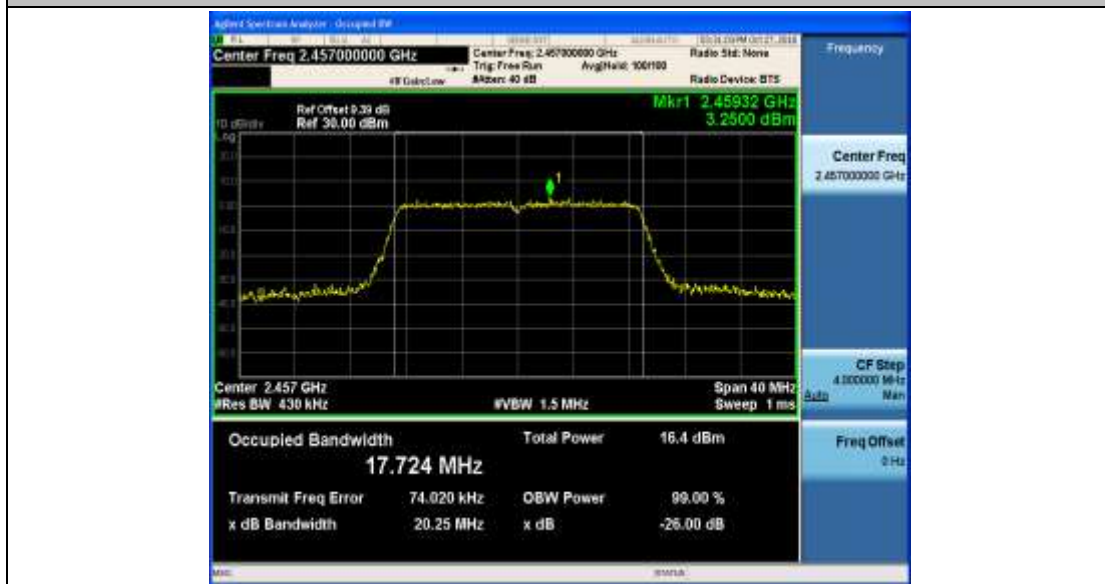 Agilent Spectrum Analyzer - Occupied BW
Center Freq 2.457000000 GHz
Center Freq: 2.457000000 GHz
Radio Std: None
Trig: Free Run
Avg|Hold: 100/100
#IFGain:Low
#Atten: 40 dB
Radio Device: BTS
Frequency
Ref Offset 9.39 dB
Mkr1 2.45932 GHz
10 dB/div
Ref 30.00 dBm
3.2500 dBm
Log
1
Center Freq
2.457000000 GHz
Center 2.457 GHz
Span 40 MHz
#Res BW 430 kHz
#VBW 1.5 MHz
Sweep 1 ms
CF Step
4.000000 MHz
Auto
Man
Occupied Bandwidth
Total Power
16.4 dBm
17.724 MHz
Freq Offset
0 Hz
Transmit Freq Error
74.020 kHz
OBW Power
99.00 %
x dB Bandwidth
20.25 MHz
x dB
-26.00 dB
MSG
STATUS